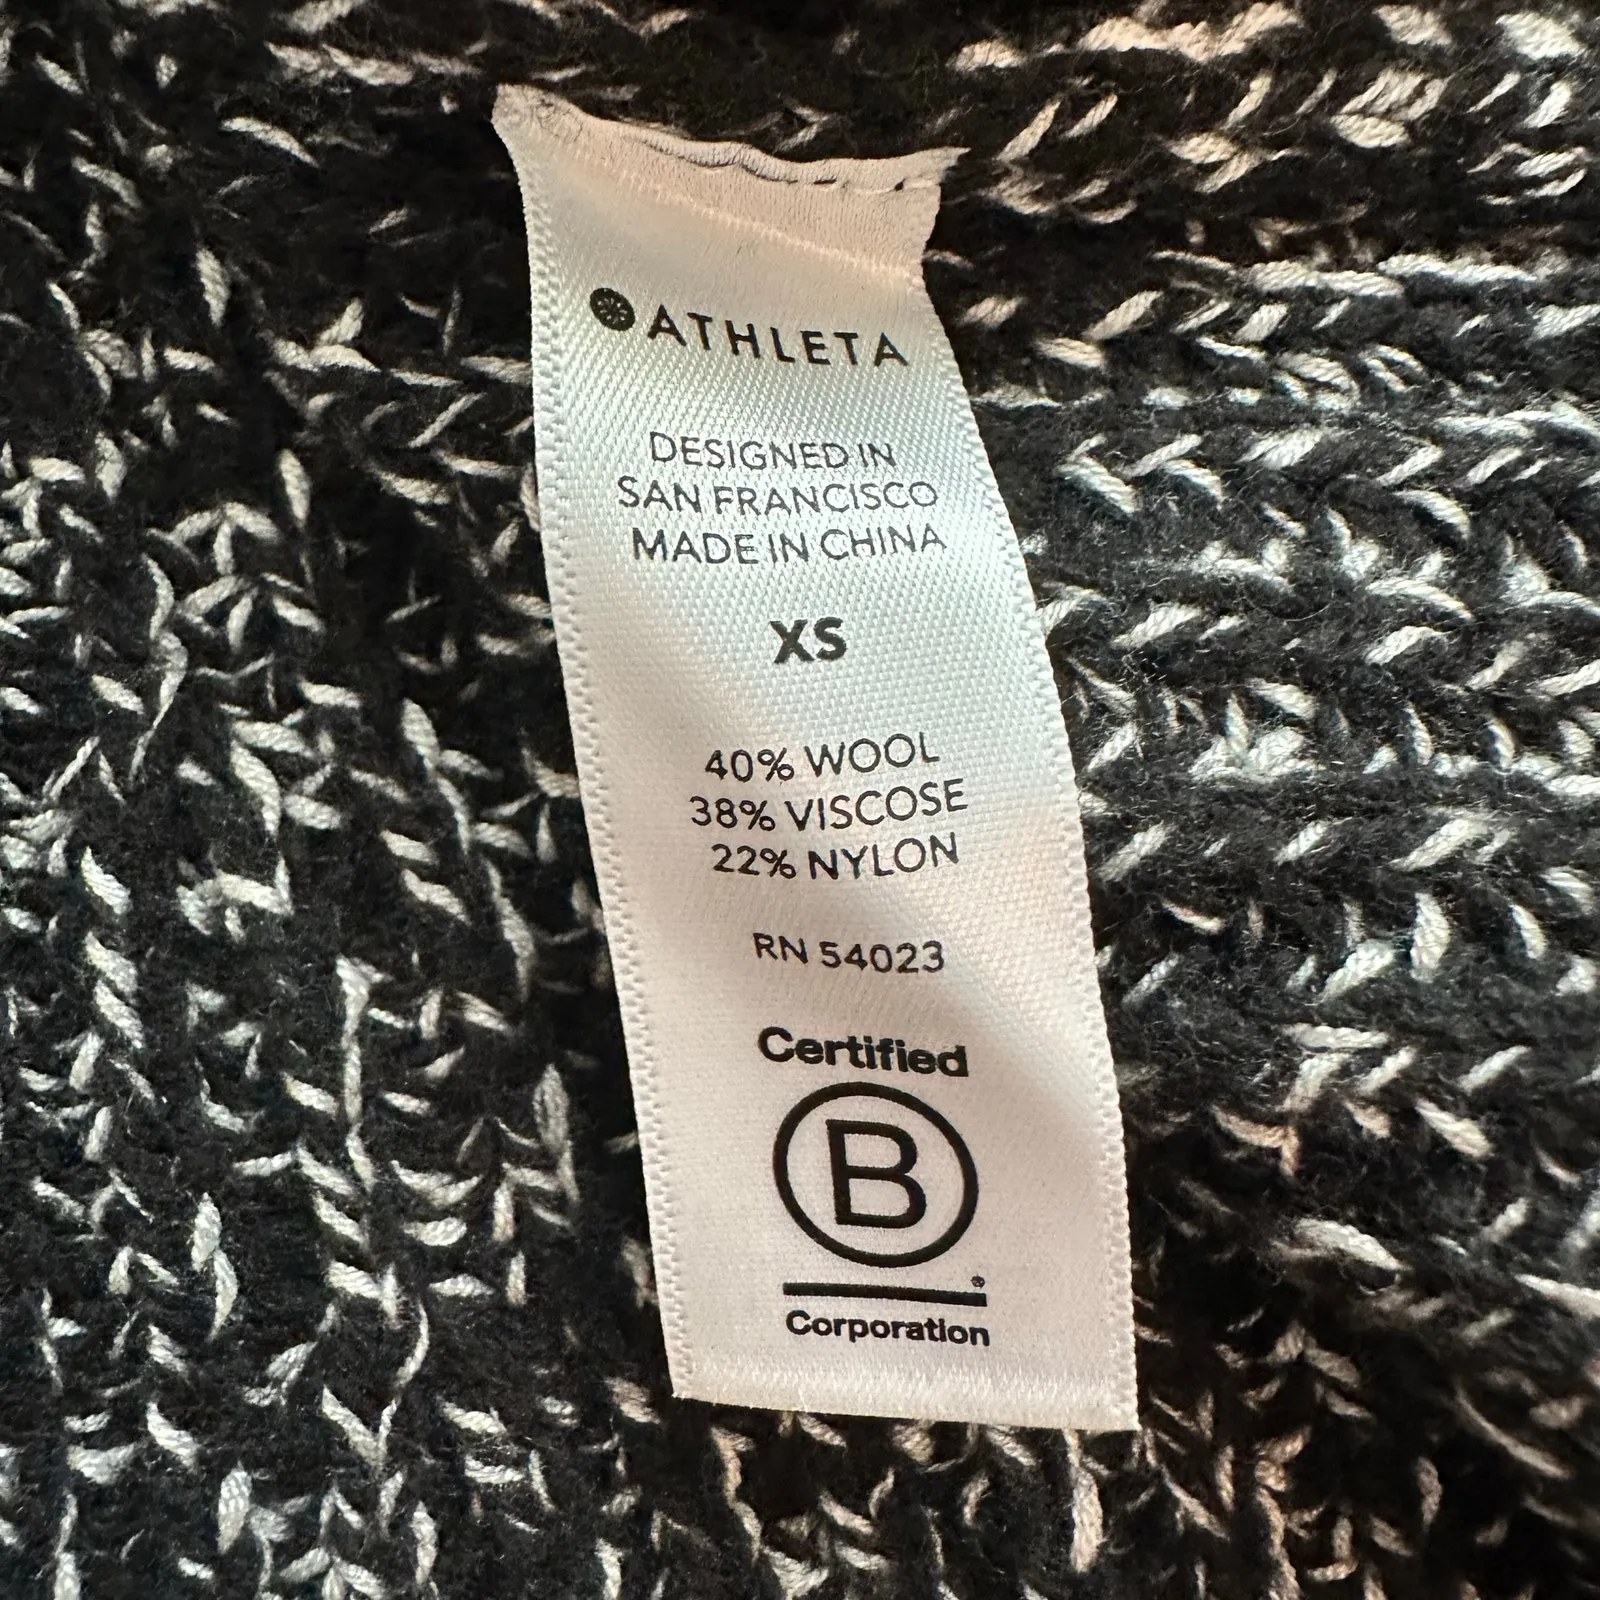 ATHLETA
DESIGNED IN
SAN FRANCISCO
MADE IN CHINA
XS
40% WOOL
38% VISCOSE
22% NYLON
RN 54023
Certified
B
®
Corporation